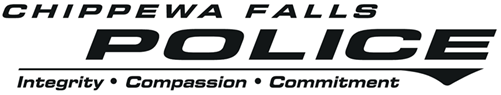 CHIPPEWA FALLS
POLICE
Integrity • Compassion • Commitment